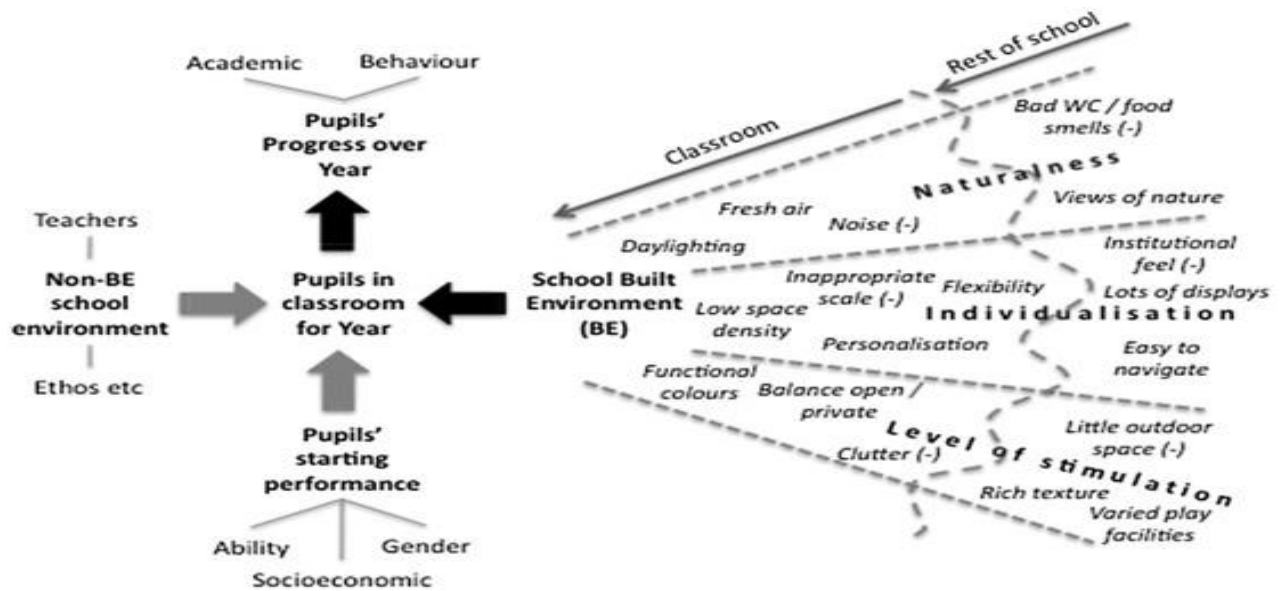 Academic
Behaviour
Pupils'
Progress over
Year
Teachers
Non-BE
school
environment
Ethos etc
Pupils in
classroom
for Year
Pupils'
starting
performance
Ability
Gender
Socioeconomic
School Built
Environment
(BE)
Classroom
Rest of school
Bad WC / food
smells (-)
Naturalness
Views of nature
Fresh air
Noise (-)
Daylighting
Institutional
feel (-)
Inappropriate
scale (-)
Flexibility
Lots of displays
Individualisation
Low space
density
Personalisation
Easy to
navigate
Functional
colours
Balance open /
private
Level of stimulation
Little outdoor
space (-)
Clutter (-)
Rich texture
Varied play
facilities